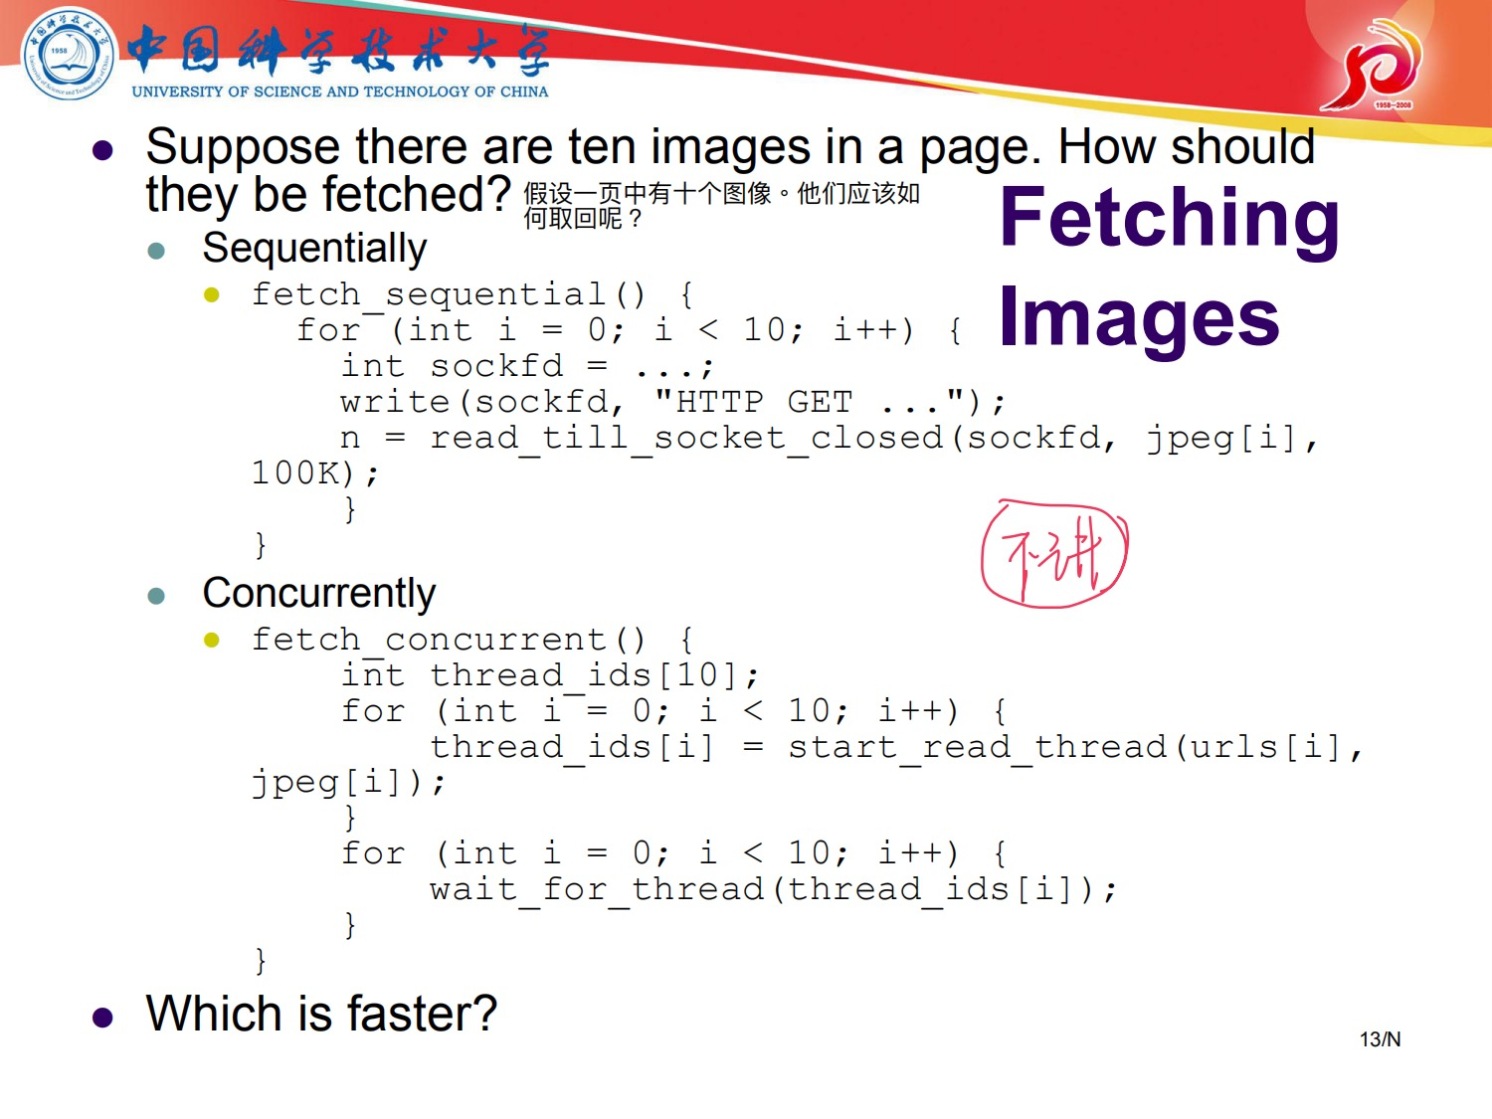 中国科学技术大学
UNIVERSITY OF SCIENCE AND TECHNOLOGY OF CHINA
1958
1958-2008
Suppose there are ten images in a page. How should
they be fetched?
假设一页中有十个图像。他们应该如
何取回呢？
Fetching
Images
Sequentially
fetch_sequential() {
for (int i = 0; i < 10; i++) {
int sockfd = ...;
write(sockfd, "HTTP GET ...");
n = read_till_socket_closed(sockfd, jpeg[i],
100K);
}
}
不讲
Concurrently
fetch_concurrent() {
int thread_ids[10];
for (int i = 0; i < 10; i++) {
thread_ids[i] = start_read_thread(urls[i],
jpeg[i]);
}
for (int i = 0; i < 10; i++) {
wait_for_thread(thread_ids[i]);
}
}
Which is faster?
13/N